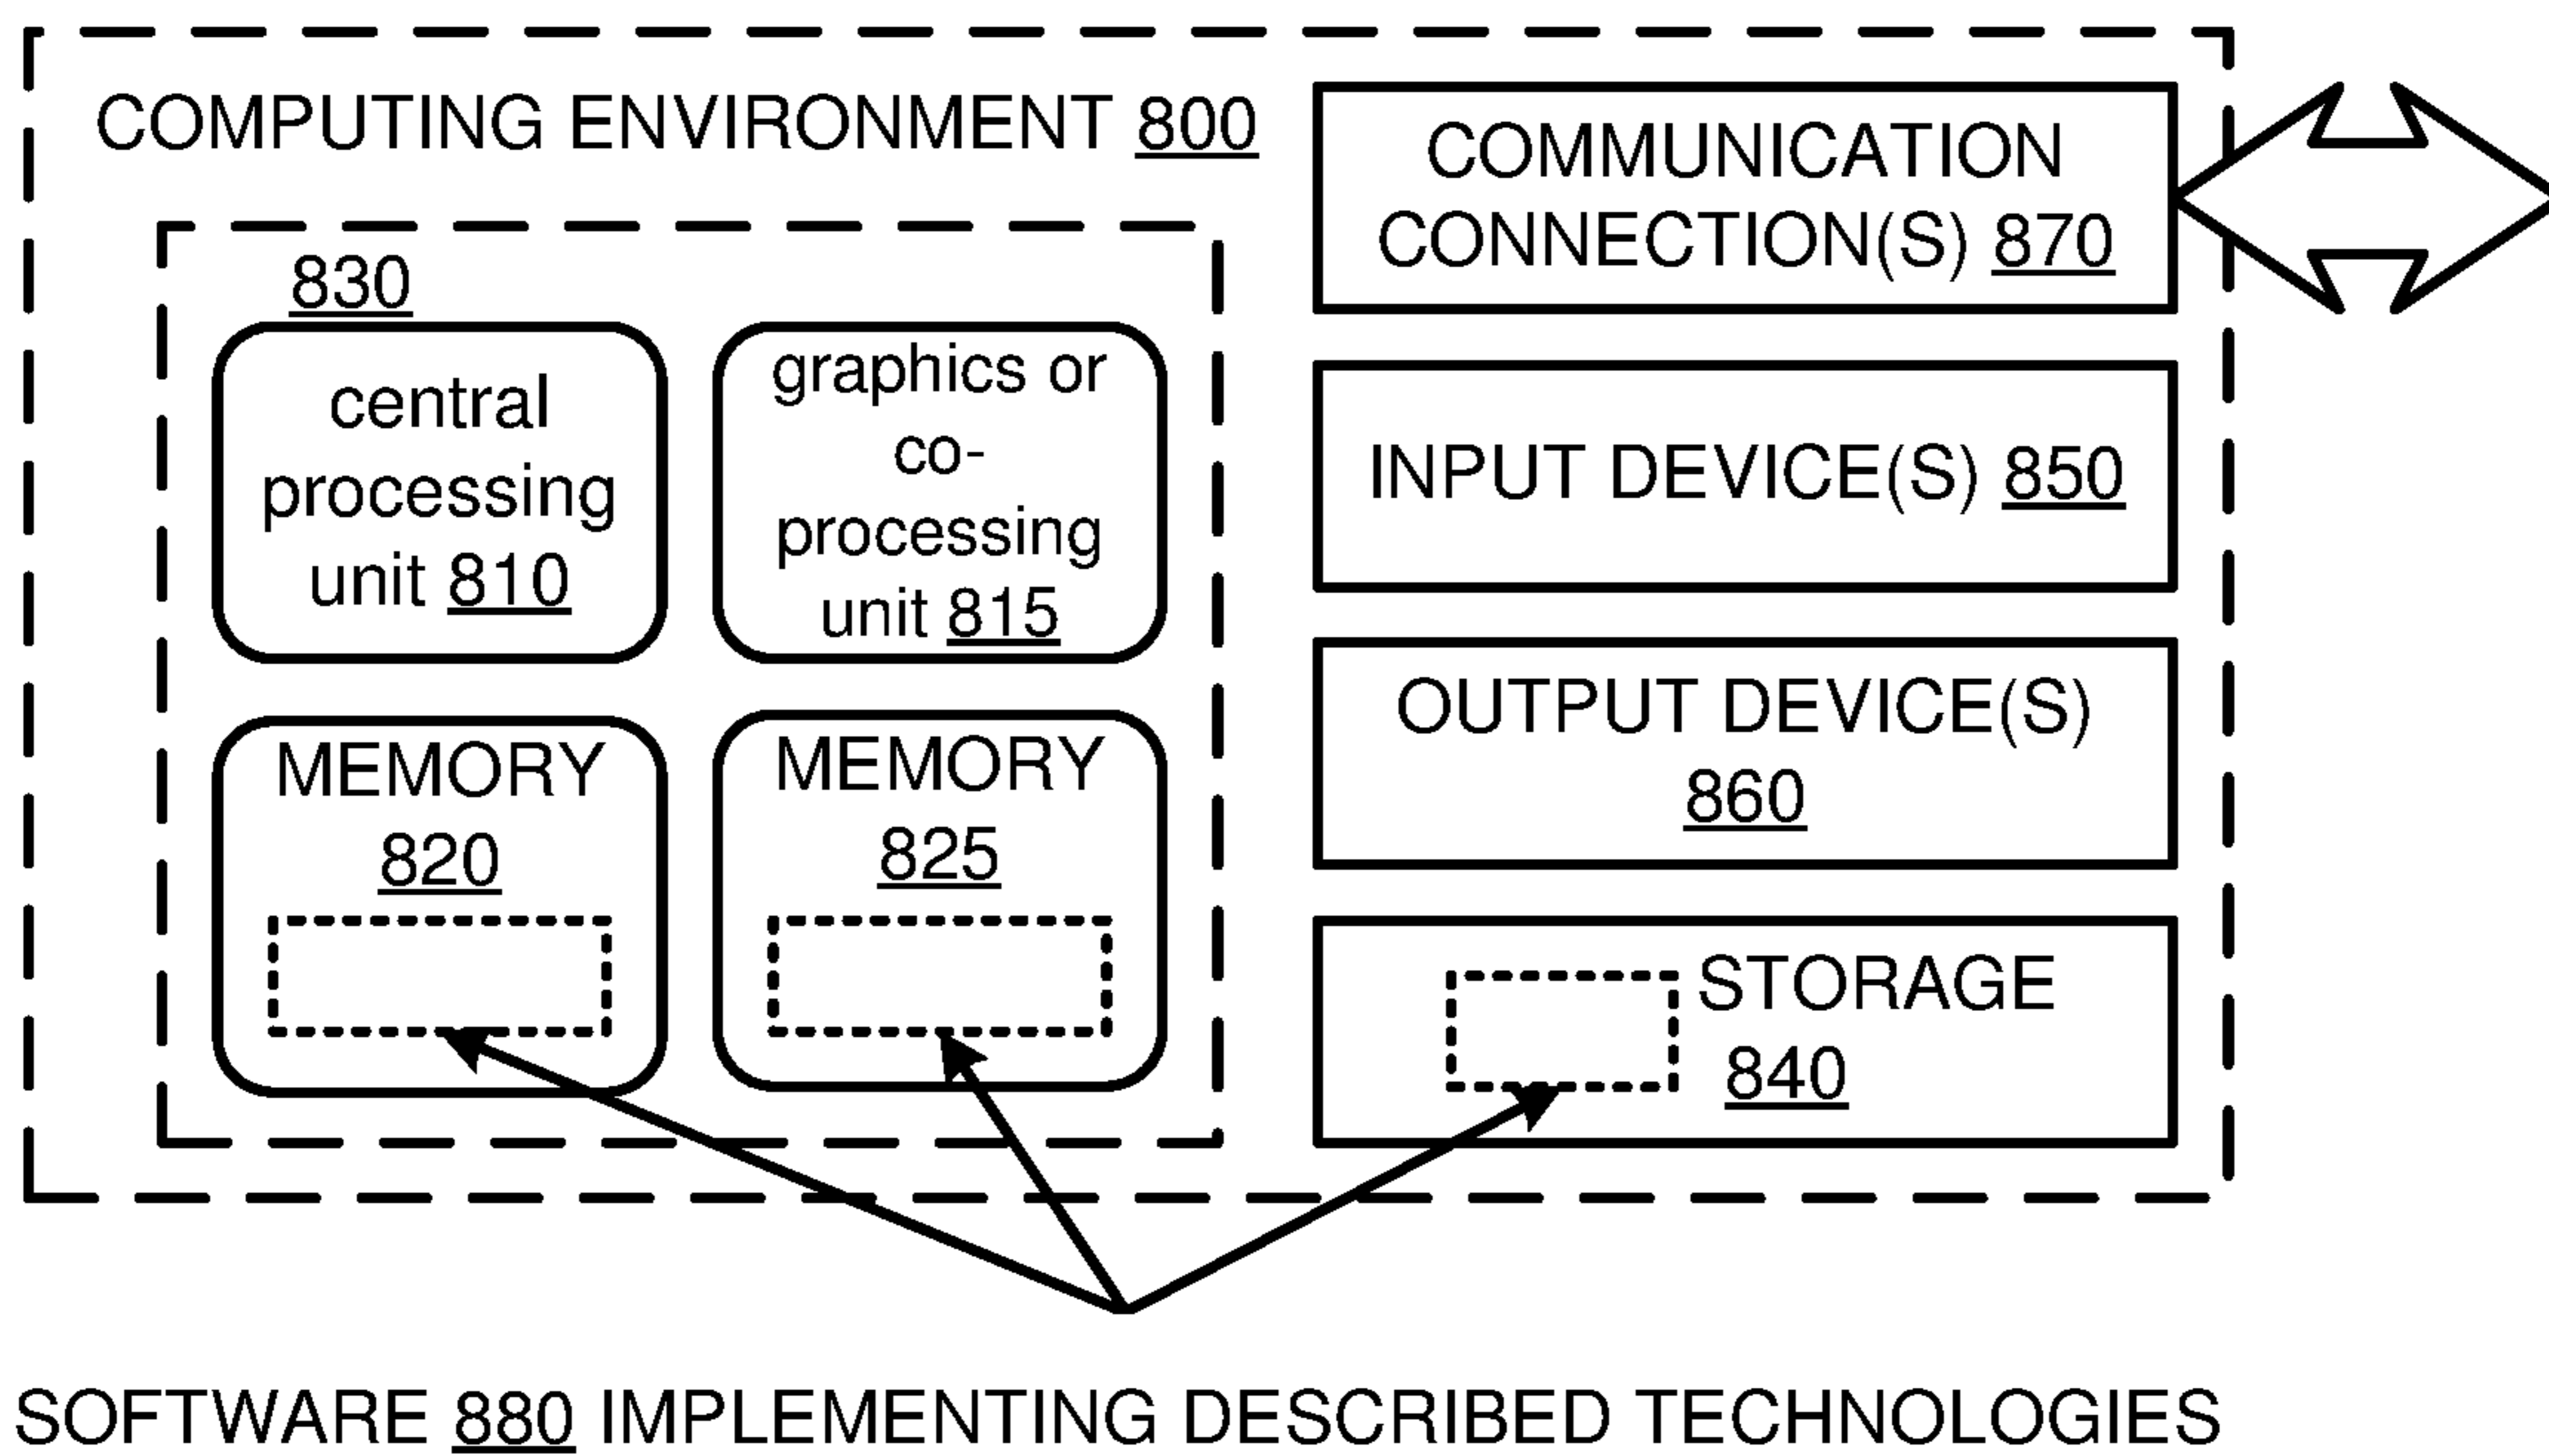 COMPUTING ENVIRONMENT 800
830
central
processing
unit 810
graphics or
co-
processing
unit 815
MEMORY
820
MEMORY
825
COMMUNICATION
CONNECTION(S) 870
INPUT DEVICE(S) 850
OUTPUT DEVICE(S)
860
STORAGE
840
SOFTWARE 880 IMPLEMENTING DESCRIBED TECHNOLOGIES